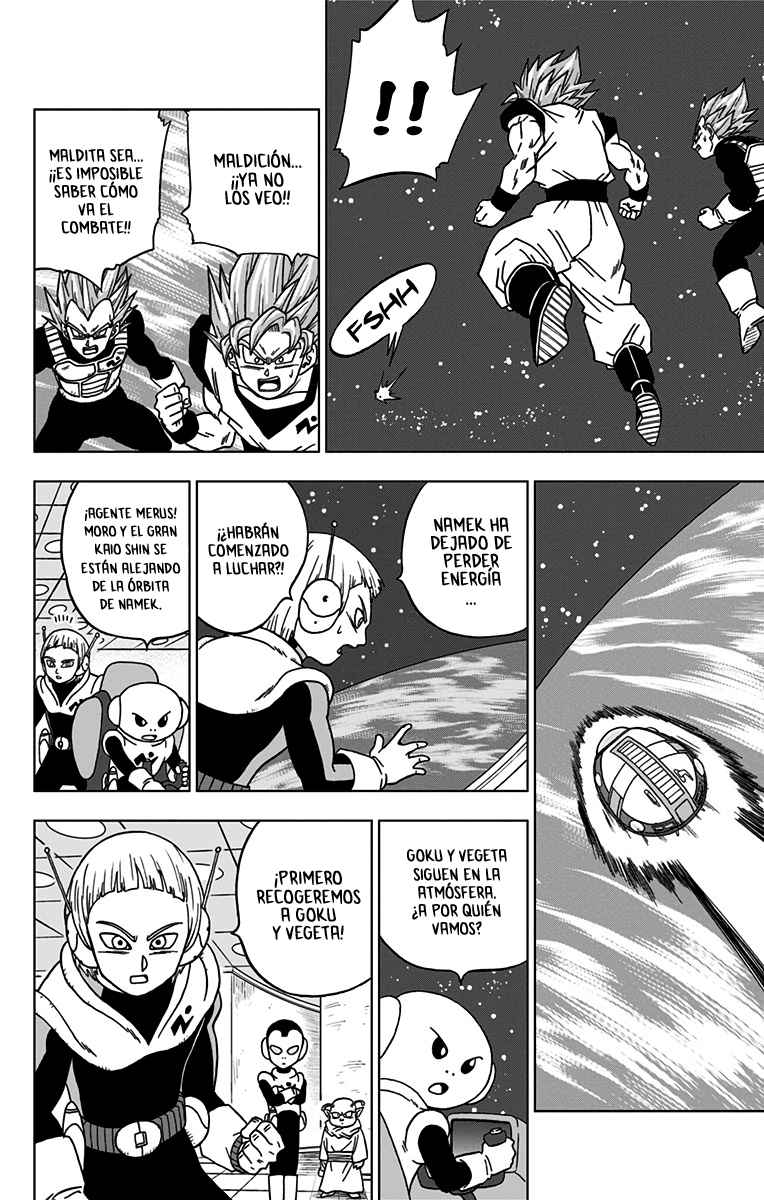 !!
FSHH
MALDITA SEA...
¡¡ES IMPOSIBLE
SABER CÓMO
VA EL
COMBATE!!
MALDICIÓN...
¡¡YA NO
LOS VEO!!
¡AGENTE MERUS!
MORO Y EL GRAN
KAIO SHIN SE
ESTÁN ALEJANDO
DE LA ÓRBITA
DE NAMEK.
¡¿HABRÁN
COMENZADO
A LUCHAR?!
NAMEK HA
DEJADO DE
PERDER
ENERGÍA
...
¡PRIMERO
RECOGEREMOS
A GOKU
Y VEGETA!
GOKU Y VEGETA
SIGUEN EN LA
ATMÓSFERA.
¿A POR QUIÉN
VAMOS?